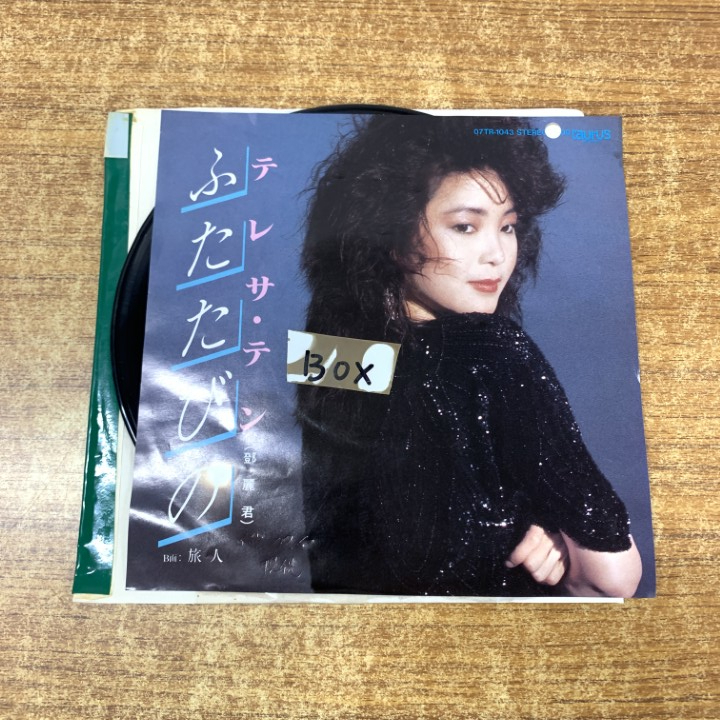 07TR-1043 STEREO
taurus
テレサ・テン
(鄧麗君)
ふたたびの
B面: 旅人
BOX